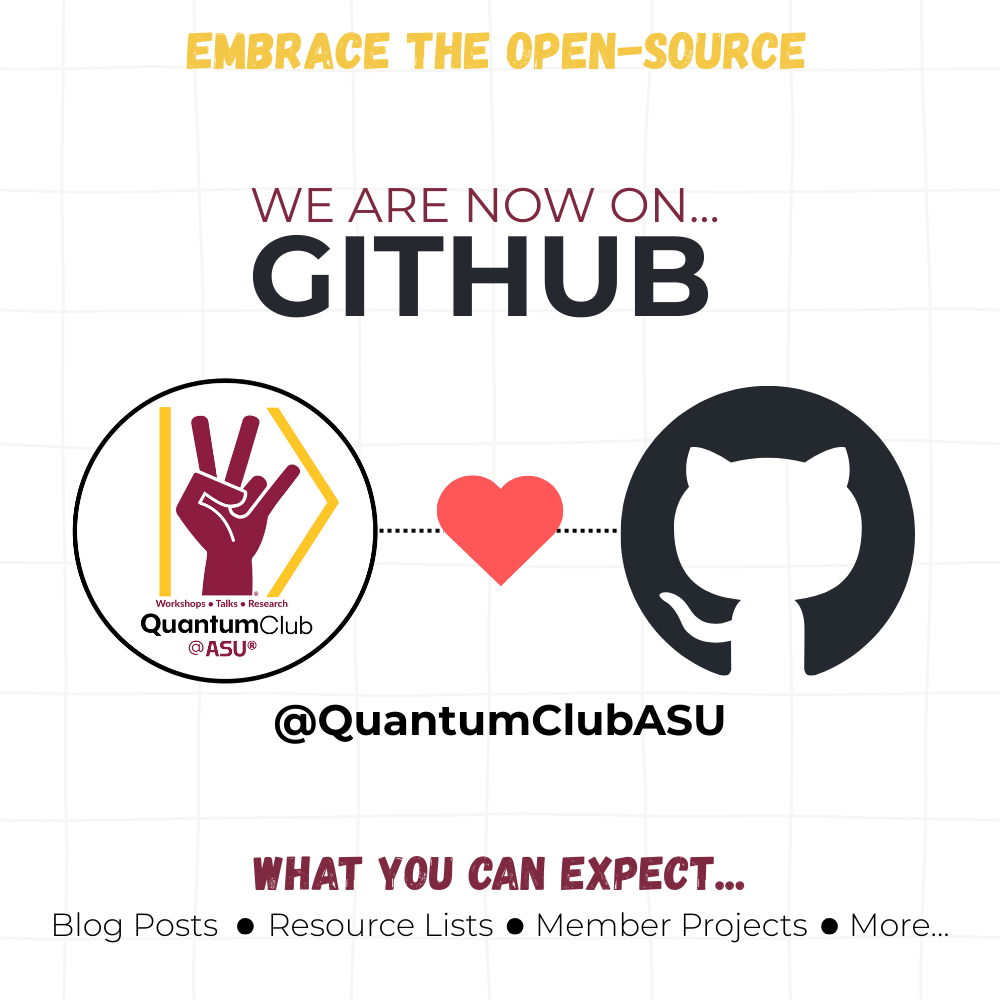 EMBRACE THE OPEN-SOURCE
WE ARE NOW ON...
GITHUB
Workshops ● Talks ● Research
QuantumClub
@ASU®
@QuantumClubASU
WHAT YOU CAN EXPECT...
Blog Posts ● Resource Lists ● Member Projects ● More...